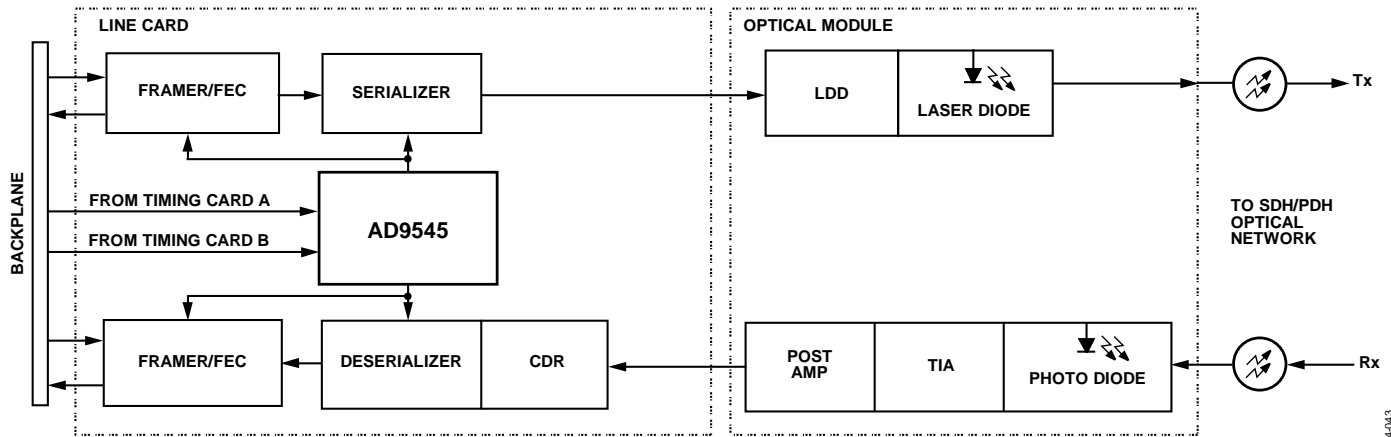 LINE CARD
OPTICAL MODULE
FRAMER/FEC
SERIALIZER
LDD
LASER DIODE
Tx
BACKPLANE
FROM TIMING CARD A
FROM TIMING CARD B
AD9545
TO SDH/PDH
OPTICAL
NETWORK
FRAMER/FEC
DESERIALIZER
CDR
POST
AMP
TIA
PHOTO DIODE
Rx